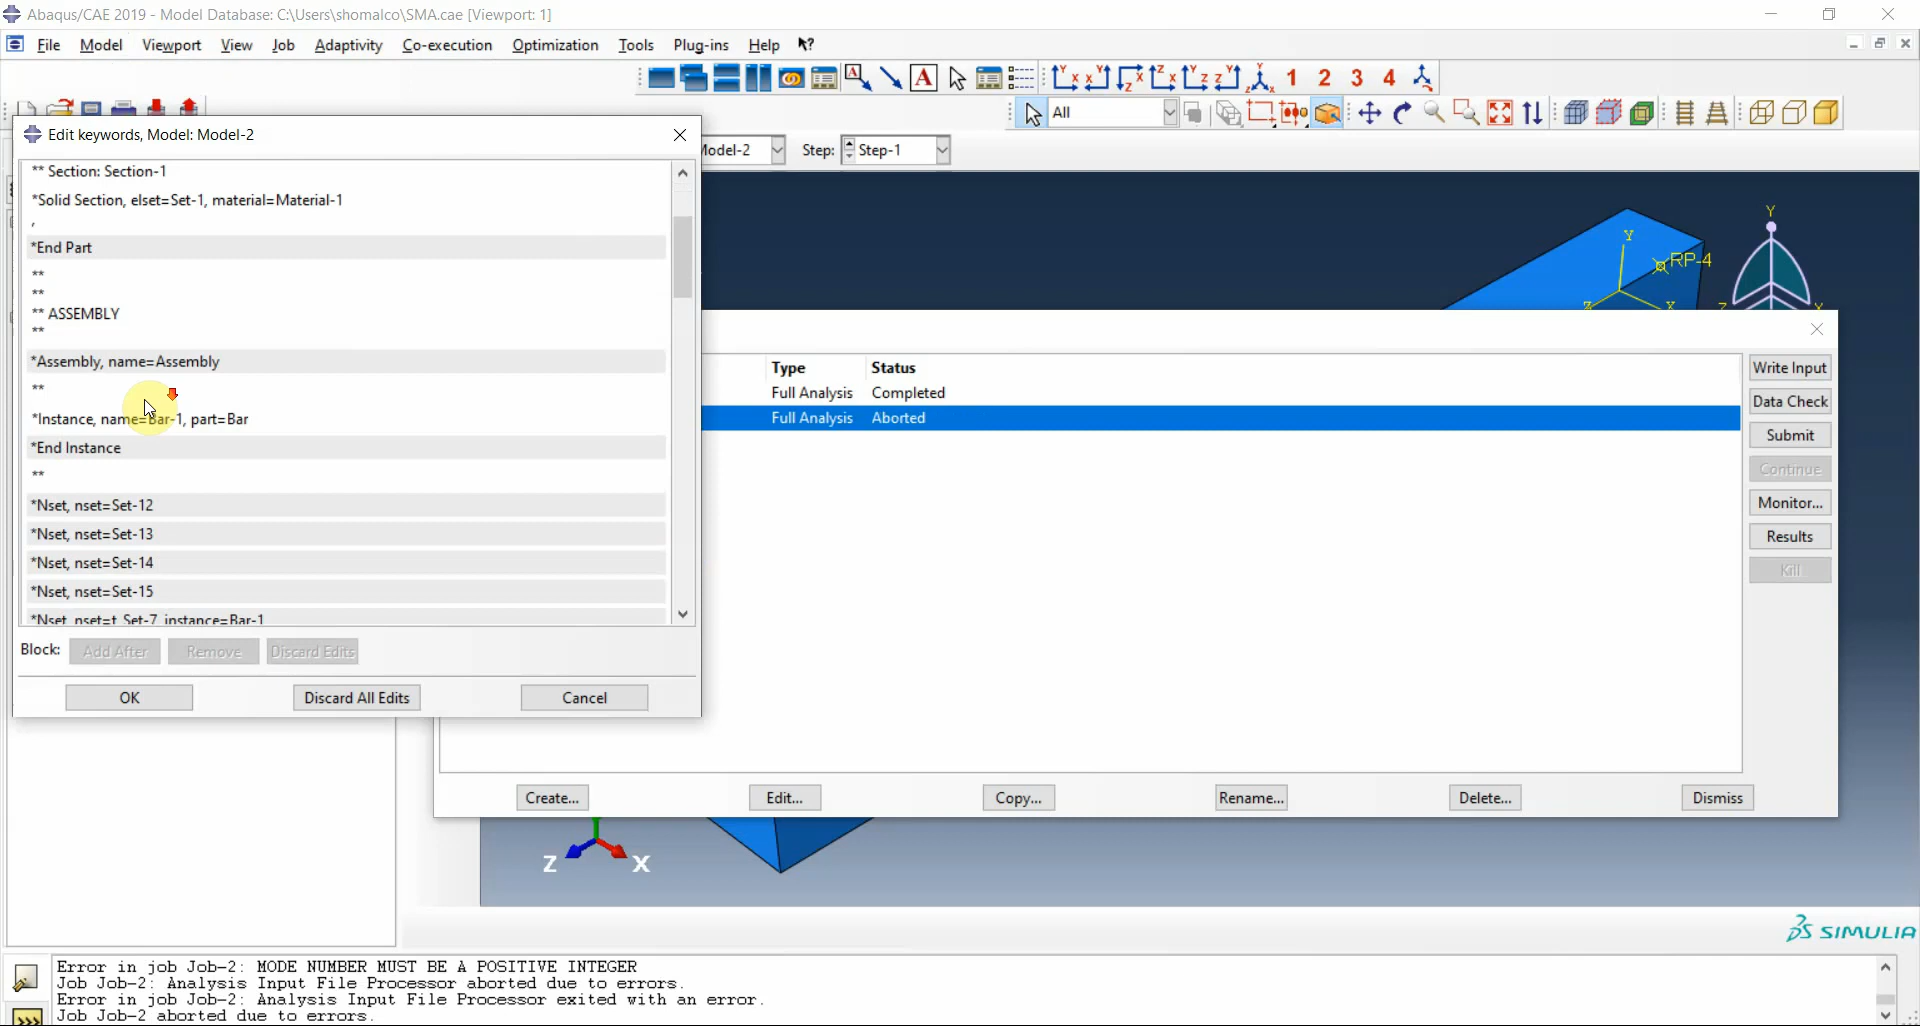 Abaqus/CAE 2019 - Model Database: C:\Users\shomalco\SMA.cae [Viewport: 1]
File Model Viewport View Job Adaptivity Co-execution Optimization Tools Plug-ins Help
1 2 3 4
All
Edit keywords, Model: Model-2
Model-2 Step: Step-1
** Section: Section-1
*Solid Section, elset=Set-1, material=Material-1
,
*End Part
**
**
** ASSEMBLY
**
*Assembly, name=Assembly
**
*Instance, name=Bar-1, part=Bar
*End Instance
**
*Nset, nset=Set-12
*Nset, nset=Set-13
*Nset, nset=Set-14
*Nset, nset=Set-15
*Nset, nset=t_Set-7, instance=Bar-1
Block: Add After Remove Discard Edits
OK Discard All Edits Cancel
Y
Y
RP-4
Z X
Z X
Type Status
Full Analysis Completed
Full Analysis Aborted
Write Input
Data Check
Submit
Continue
Monitor...
Results
Kill
Create... Edit... Copy... Rename... Delete... Dismiss
Z X
SIMULIA
Error in job Job-2: MODE NUMBER MUST BE A POSITIVE INTEGER
Job Job-2: Analysis Input File Processor aborted due to errors.
Error in job Job-2: Analysis Input File Processor exited with an error.
Job Job-2 aborted due to errors.